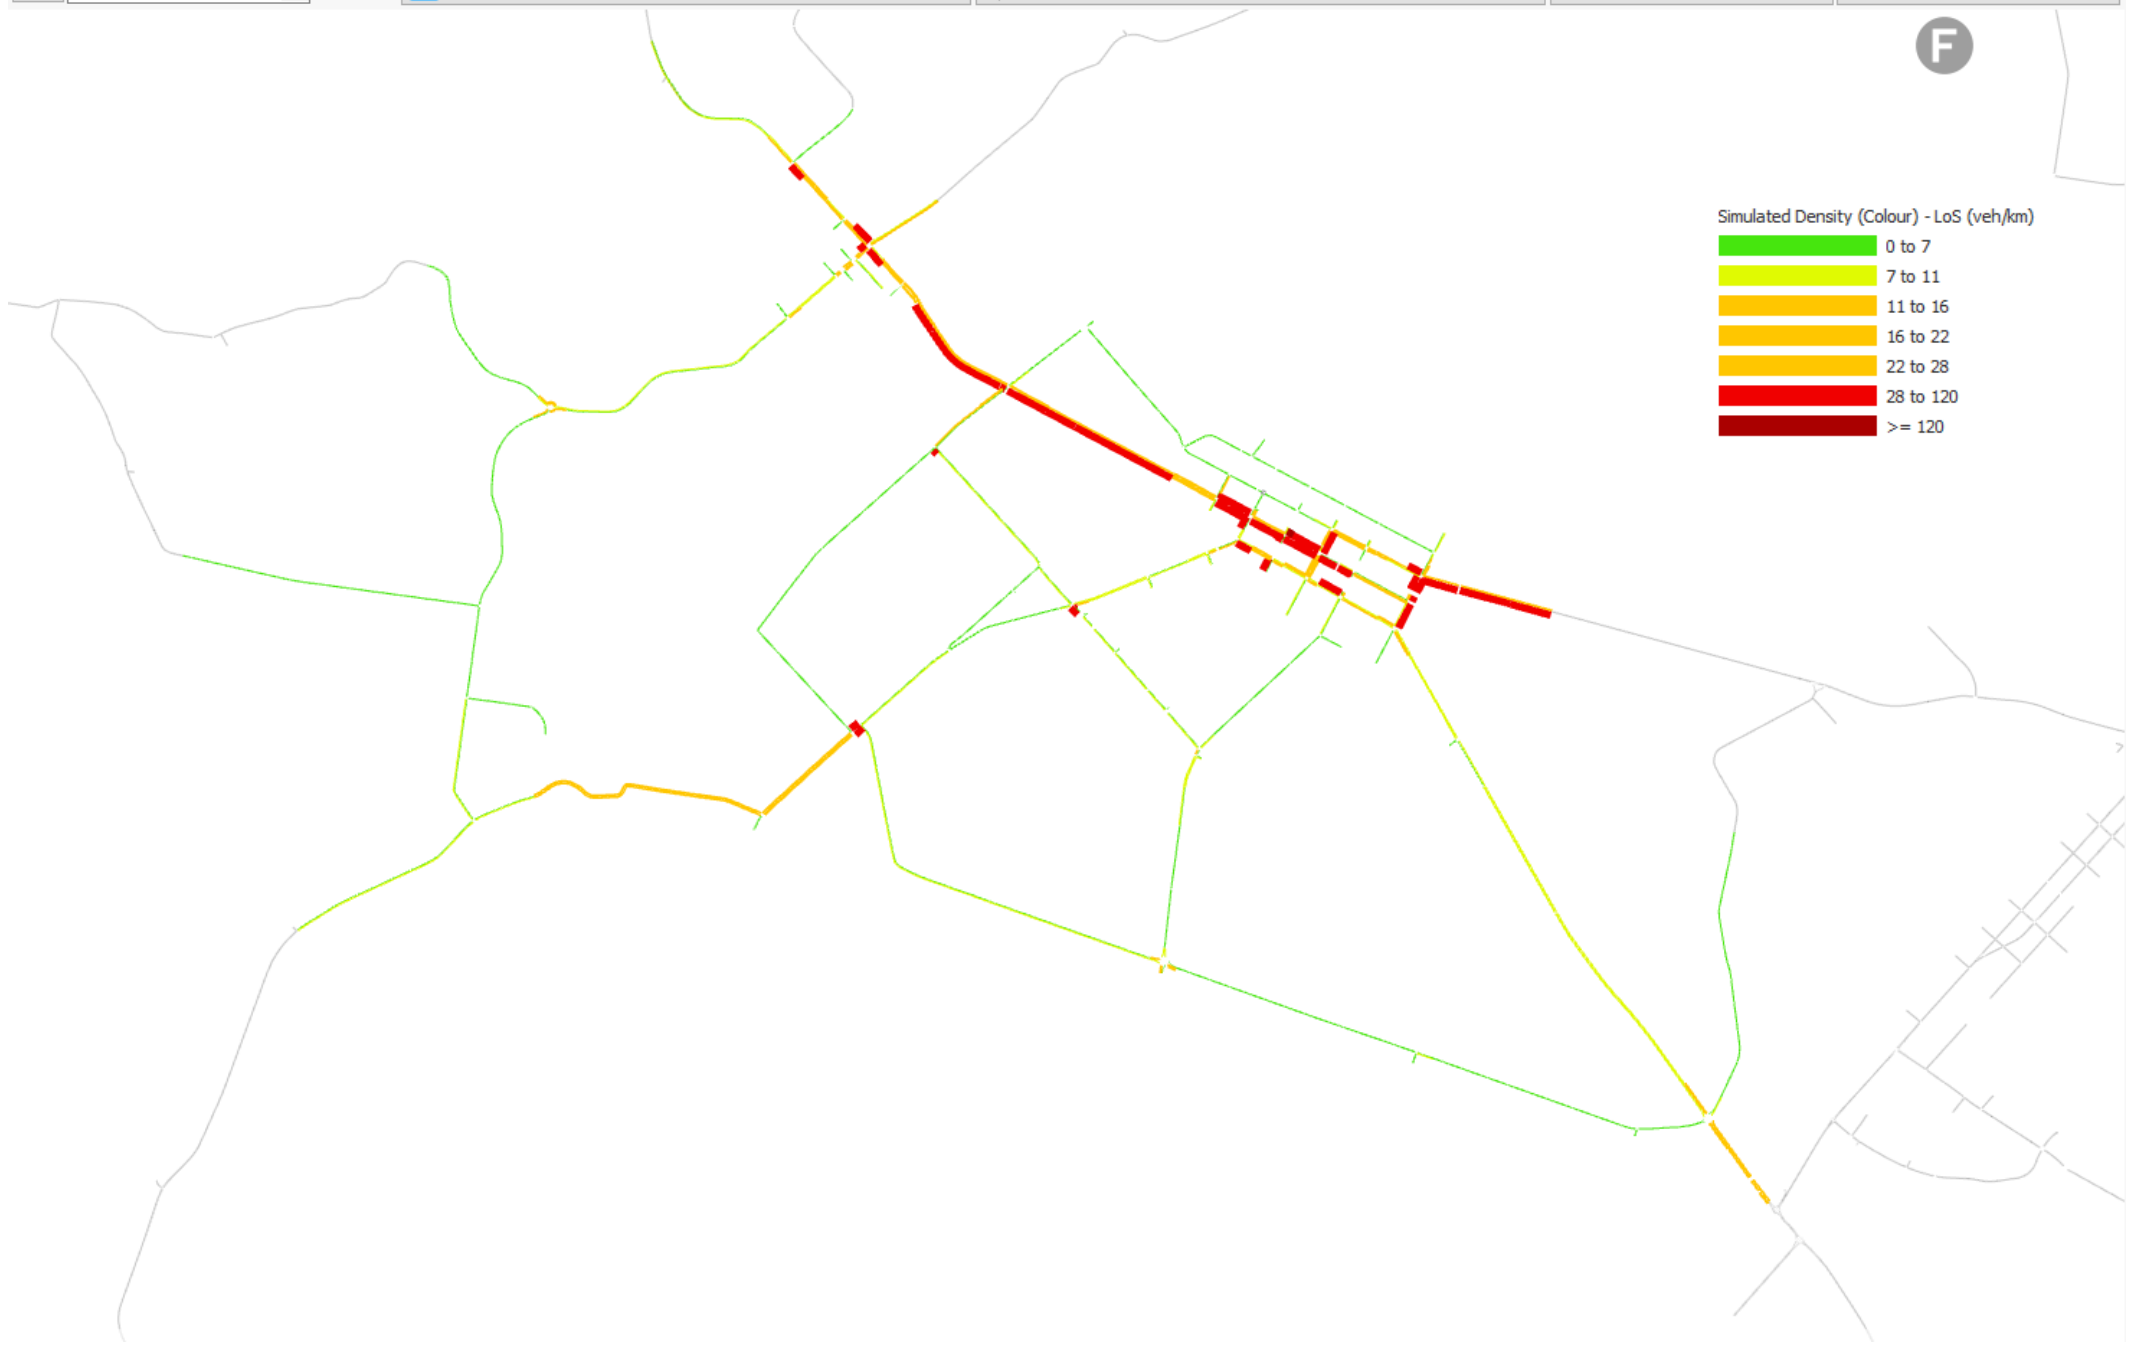 F
Simulated Density (Colour) - LoS (veh/km)
0 to 7
7 to 11
11 to 16
16 to 22
22 to 28
28 to 120
>= 120